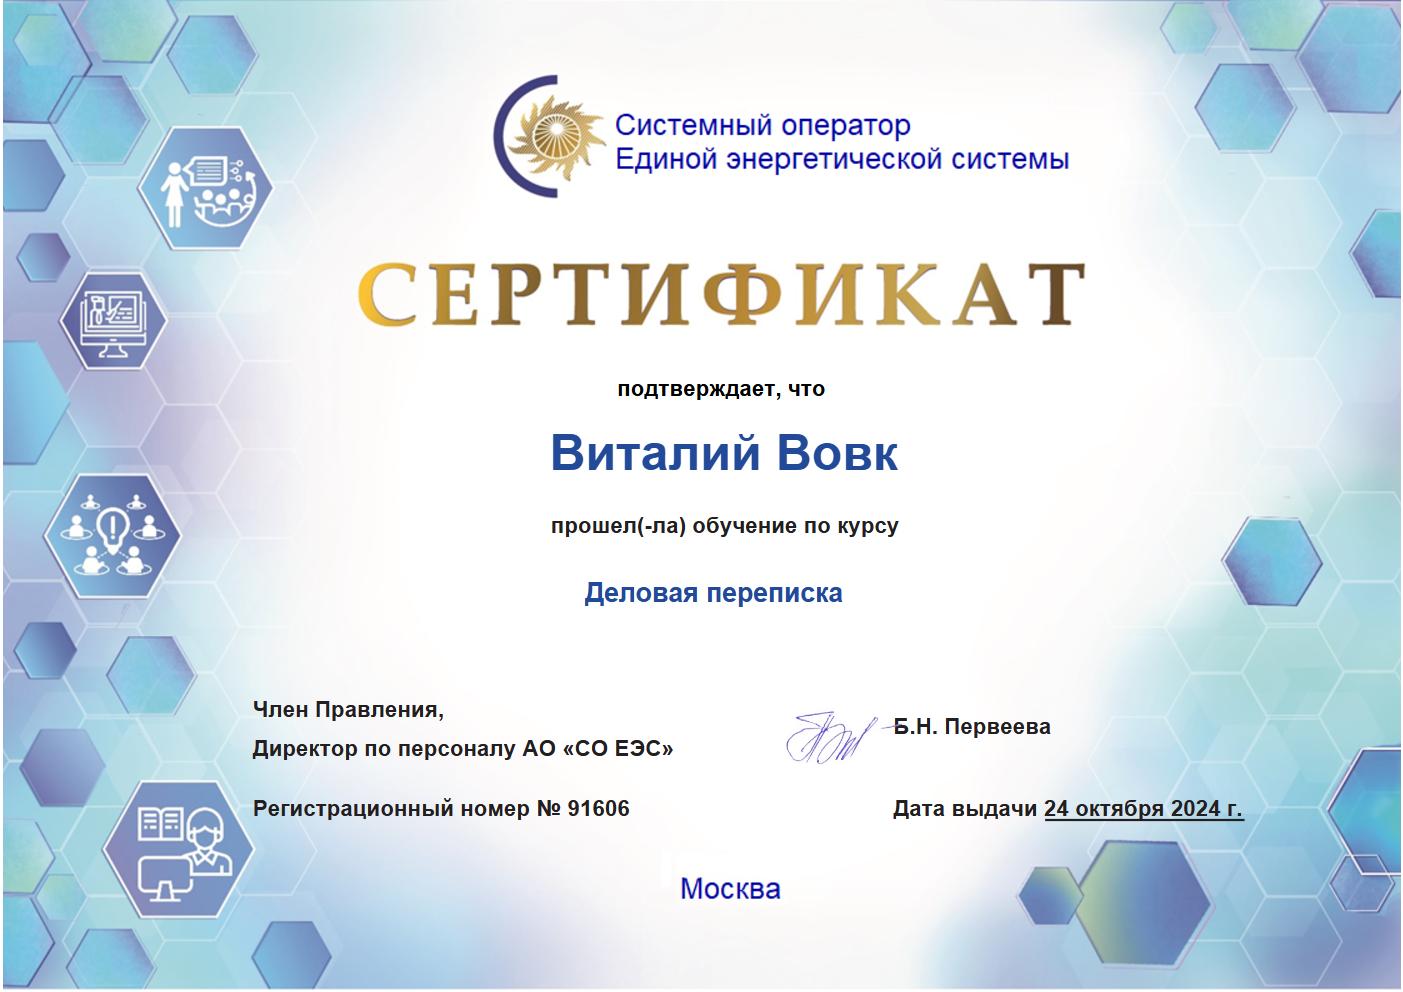 Системный оператор
Единой энергетической системы
СЕРТИФИКАТ
подтверждает, что
Виталий Вовк
прошел(-ла) обучение по курсу
Деловая переписка
Член Правления,
Директор по персоналу АО «СО ЕЭС»
Б.Н. Первеева
Регистрационный номер № 91606
Дата выдачи 24 октября 2024 г.
Москва